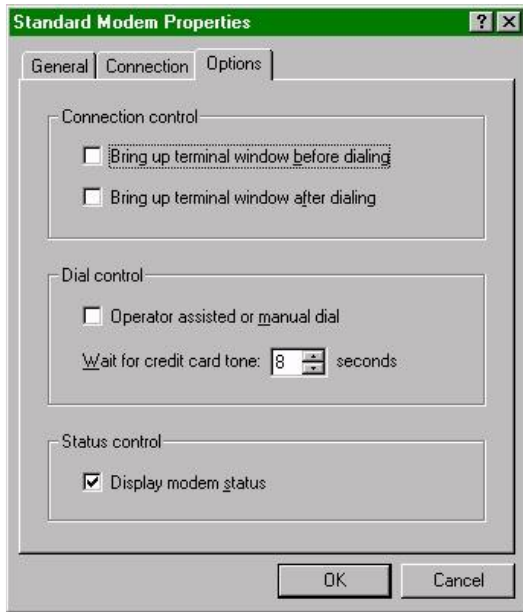 Standard Modem Properties ? X
General Connection Options
Connection control
Bring up terminal window before dialing
Bring up terminal window after dialing
Dial control
Operator assisted or manual dial
Wait for credit card tone: 8 seconds
Status control
Display modem status
OK Cancel